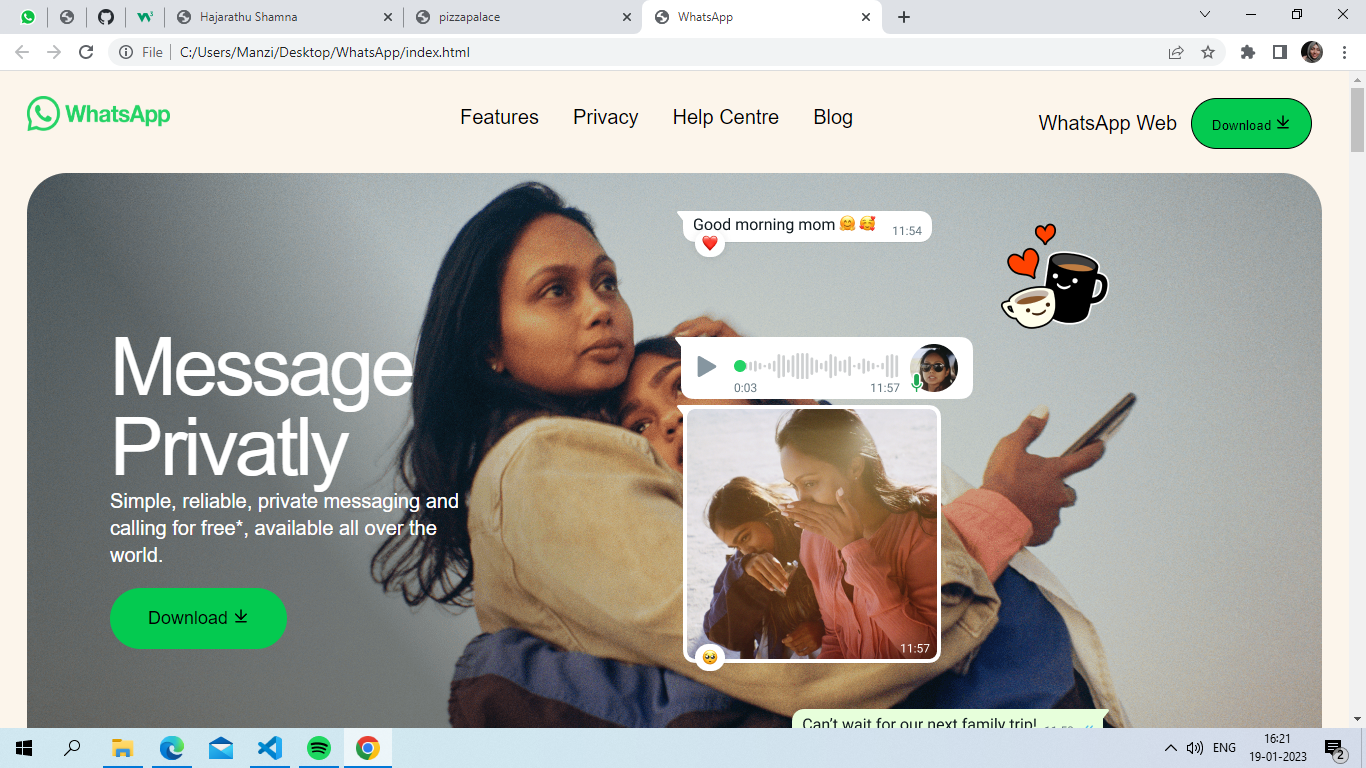 Hajarathu Shamna
pizzapalace
WhatsApp
File
C:/Users/Manzi/Desktop/WhatsApp/index.html
WhatsApp
Features Privacy Help Centre Blog
WhatsApp Web
Download
Good morning mom 🤗 🥰 11:54
0:03 11:57
Message
Privatly
Simple, reliable, private messaging and
calling for free*, available all over the
world.
Download
11:57
Can't wait for our next family trip!
ENG
16:21
19-01-2023
2